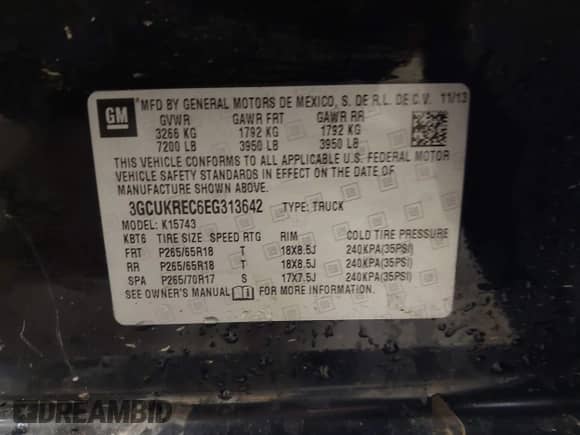 GM
MFD BY GENERAL MOTORS DE MEXICO, S. DE R.L. DE C.V. 11/13
GVWR GAWR FRT GAWR RR
3266 KG 1792 KG 1792 KG
7200 LB 3950 LB 3950 LB
THIS VEHICLE CONFORMS TO ALL APPLICABLE U.S. FEDERAL MOTOR
VEHICLE SAFETY STANDARDS IN EFFECT ON THE DATE OF
MANUFACTURE SHOWN ABOVE.
3GCUKREC6EG313642 TYPE: TRUCK
MODEL: K15743
KBT6 TIRE SIZE SPEED RTG RIM COLD TIRE PRESSURE
FRT P265/65R18 T 18X8.5J 240KPA(35PSI)
RR P265/65R18 T 18X8.5J 240KPA(35PSI)
SPA P265/70R17 S 17X7.5J 240KPA(35PSI)
SEE OWNER'S MANUAL FOR MORE INFORMATION.
DREAMBID